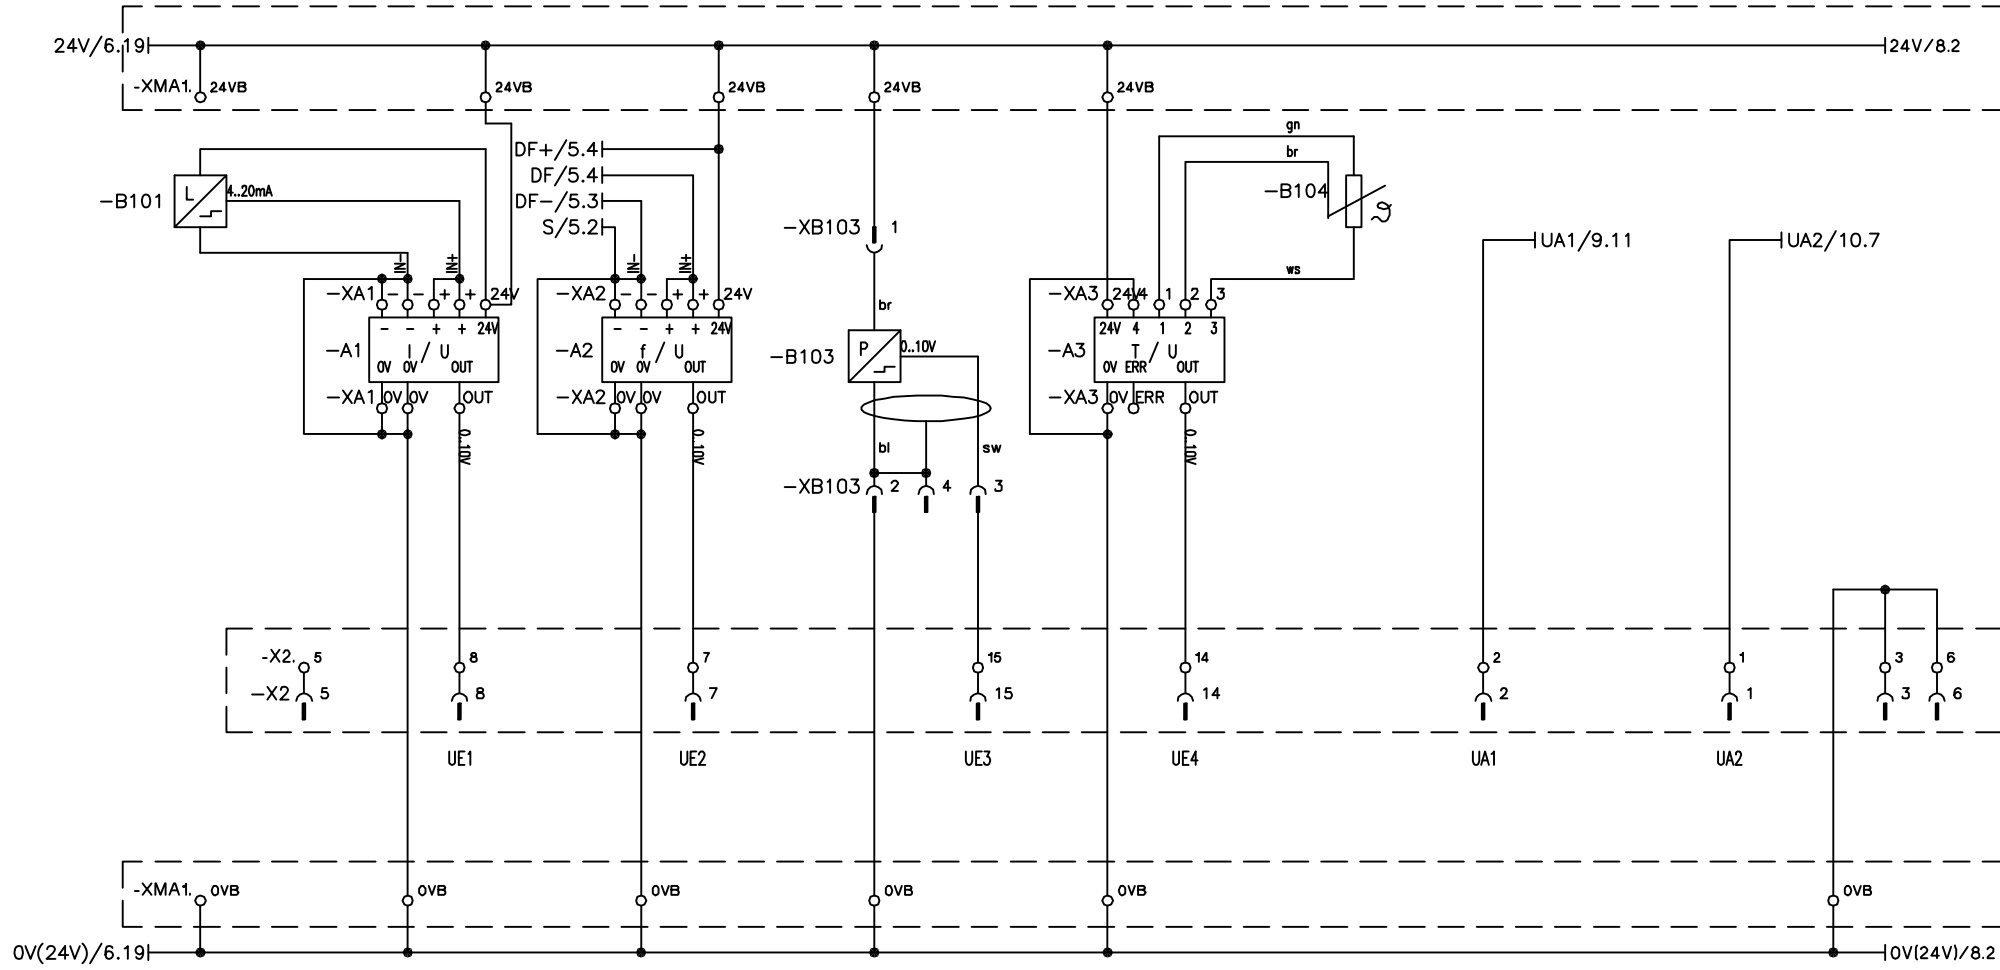 24V/6.19 24V/8.2
-XMA1. 24VB 24VB 24VB 24VB 24VB
gn
DF+/5.4 br
DF/5.4
-B101 L 4..20mA -B104 ϑ
DF-/5.3
S/5.2 -XB103 1
UA1/9.11 UA2/10.7
IN- IN+ IN- IN+ ws
-XA1 - - + + 24V -XA2 - - + + 24V -XA3 24V 4 1 2 3
br
- - + + 24V - - + + 24V 24V 4 1 2 3
-A1 I / U -A2 f / U -B103 P 0..10V -A3 T / U
0V 0V OUT 0V 0V OUT 0V ERR OUT
-XA1 0V 0V OUT -XA2 0V 0V OUT -XA3 0V ERR OUT
0..10V 0..10V bl sw 0..10V
-XB103 2 4 3
-X2. 5 8 7 15 14 2 1 3 6
-X2 5 8 7 15 14 2 1 3 6
UE1 UE2 UE3 UE4 UA1 UA2
-XMA1. 0VB 0VB 0VB 0VB 0VB 0VB
0V(24V)/6.19 0V(24V)/8.2